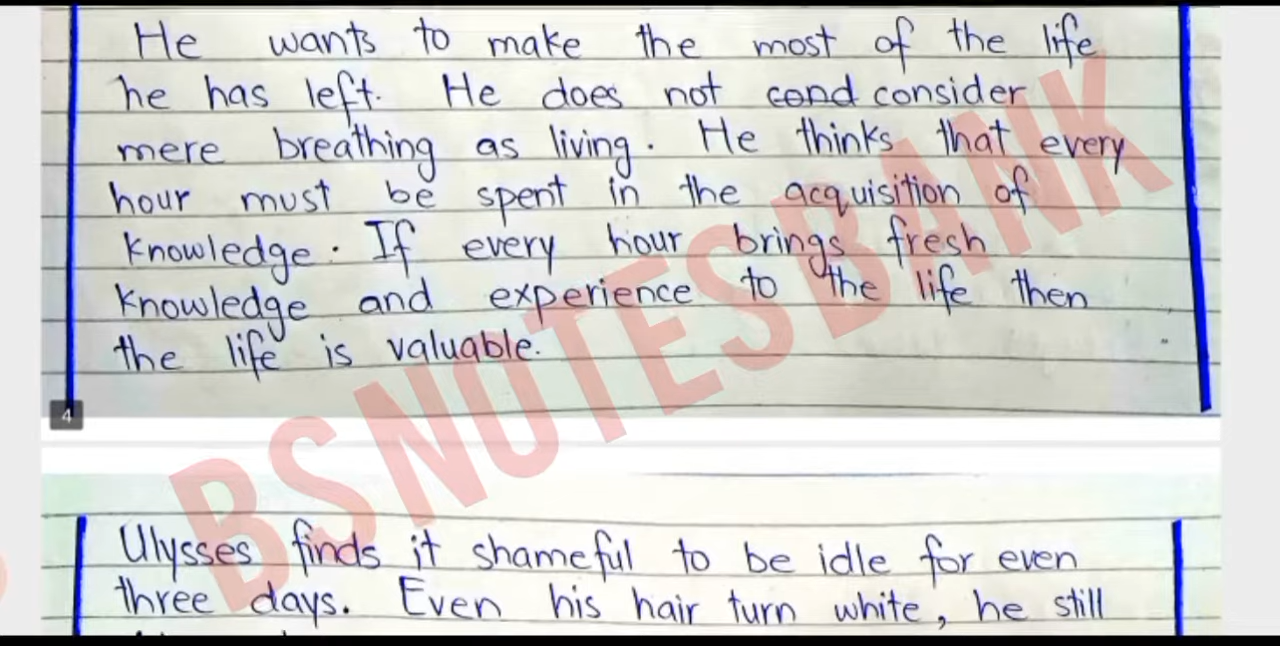 He wants to make the most of the life
he has left. He does not cond consider
mere breathing as living. He thinks that every
hour must be spent in the acquisition of
knowledge. If every hour brings fresh
knowledge and experience to the life then
the life is valuable.
4
BSNOTESBANK
Ulysses finds it shameful to be idle for even
three days. Even his hair turn white, he still